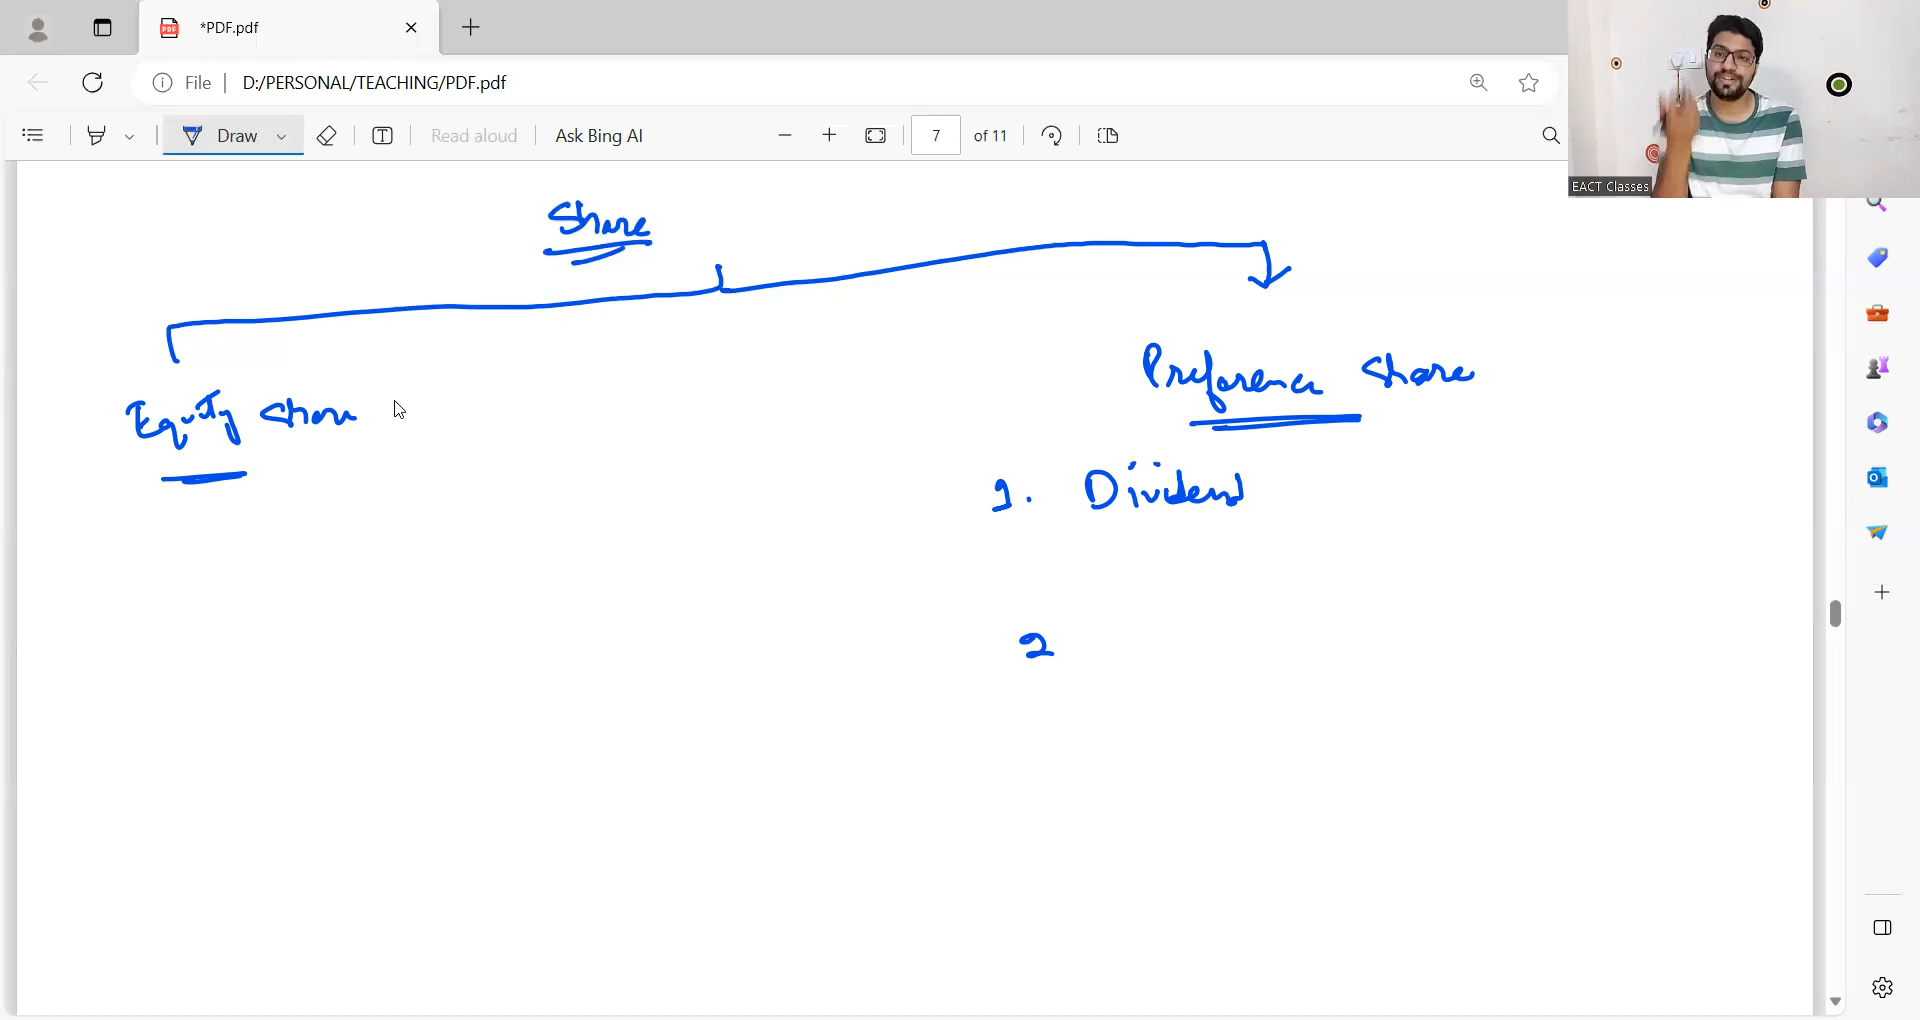 *PDF.pdf
File | D:/PERSONAL/TEACHING/PDF.pdf
Draw
Read aloud
Ask Bing AI
7 of 11
EACT Classes
Share
Equity Share
Preference Share
1. Dividend
2